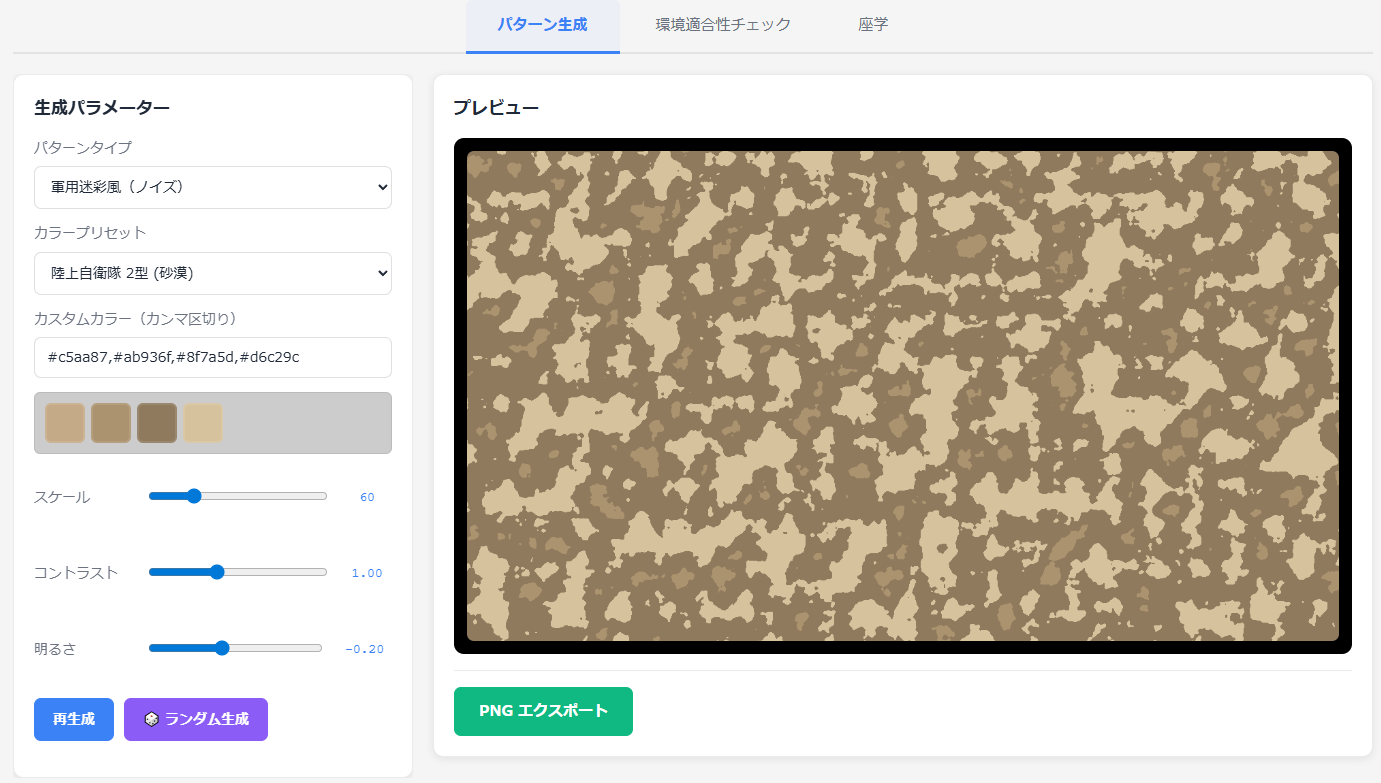 パターン生成
環境適合性チェック
座学
生成パラメーター
パターンタイプ
軍用迷彩風（ノイズ）
カラープリセット
陸上自衛隊 2型 (砂漠)
カスタムカラー（カンマ区切り）
#c5aa87,#ab936f,#8f7a5d,#d6c29c
スケール
60
コントラスト
1.00
明るさ
-0.20
再生成
ランダム生成
プレビュー
PNG エクスポート